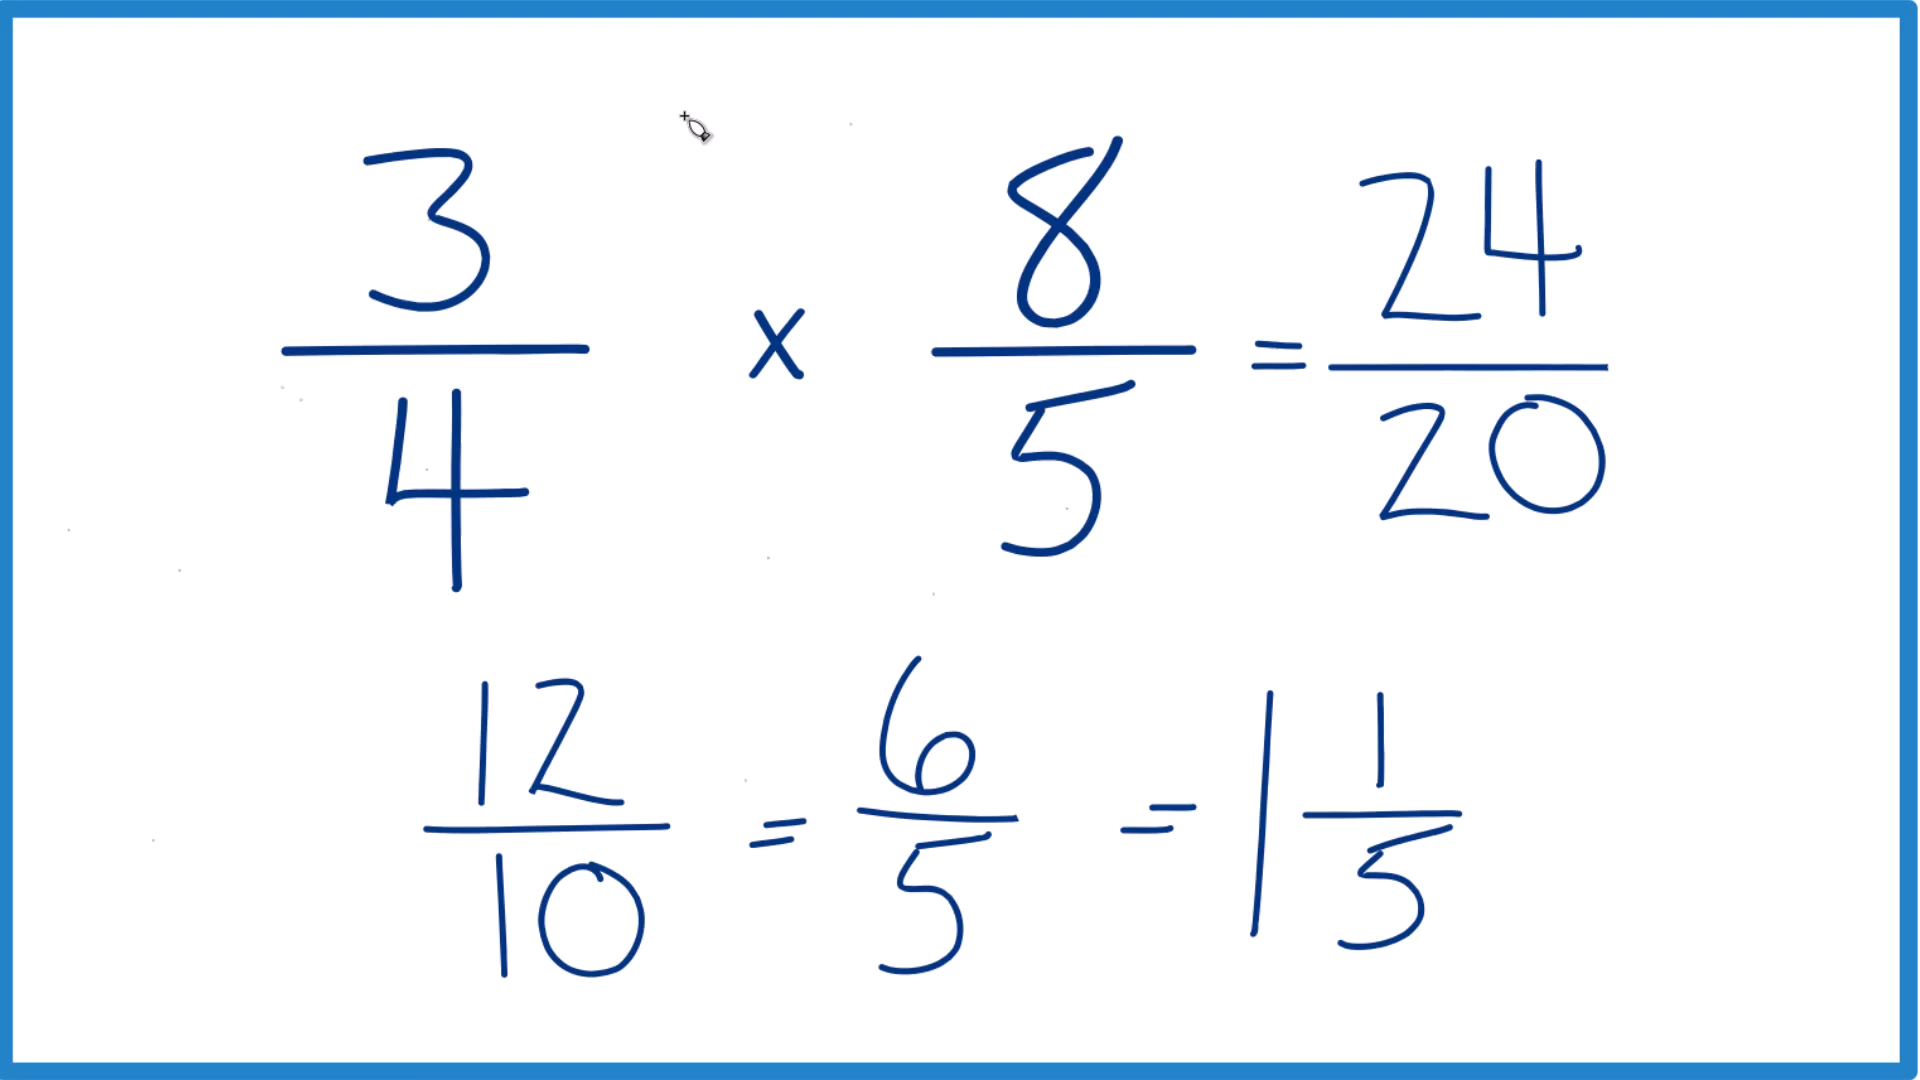 3/4 x 8/5 = 24/20
12/10 = 6/5 = 1 1/5